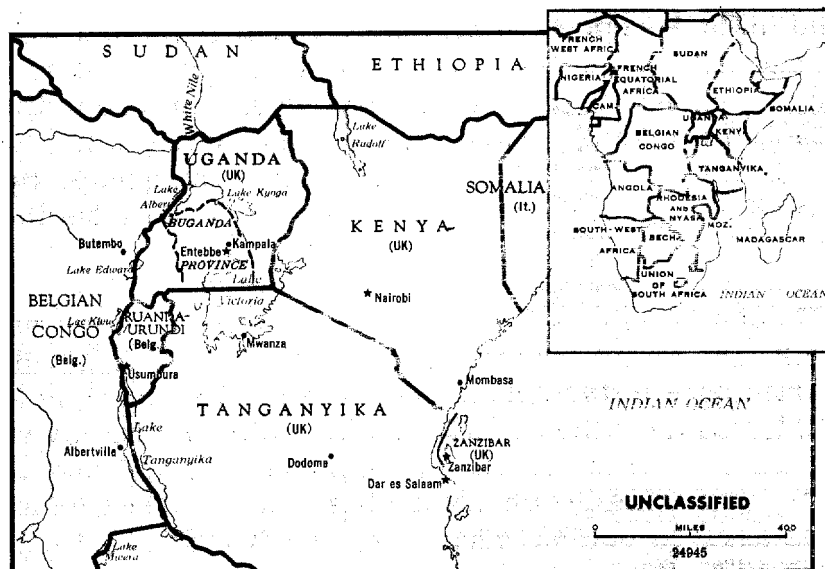 SUDAN
ETHIOPIA
White Nile
Lake
Rudolf
UGANDA
(UK)
Lake
Albert
Lake Kyoga
BUGANDA
SOMALIA
(It.)
KENYA
(UK)
Butembo
Entebbe
Kampala
PROVINCE
Lake Edward
Lake
Victoria
Nairobi
BELGIAN
CONGO
(Belg.)
Lac Kivu
RUANDA-
URUNDI
(Belg.)
Mwanza
Usumbura
Mombasa
TANGANYIKA
(UK)
INDIAN OCEAN
Lake
Tanganyika
Albertville
Dodoma
ZANZIBAR
(UK)
Zanzibar
Dar es Salaam
Lake
Mweru
UNCLASSIFIED
0 MILES 400
24945
FRENCH
WEST AFRIC
SUDAN
NIGERIA
FRENCH
EQUATORIAL
AFRICA
ETHIOPIA
CAM.
SOMALIA
UGANDA
KENY
BELGIAN
CONGO
TANGANYIKA
ANGOLA
RHODESIA
AND
NYASA
MOZ.
SOUTH-WEST
AFRICA
BECH.
MADAGASCAR
UNION
OF
SOUTH AFRICA
INDIAN OCEAN